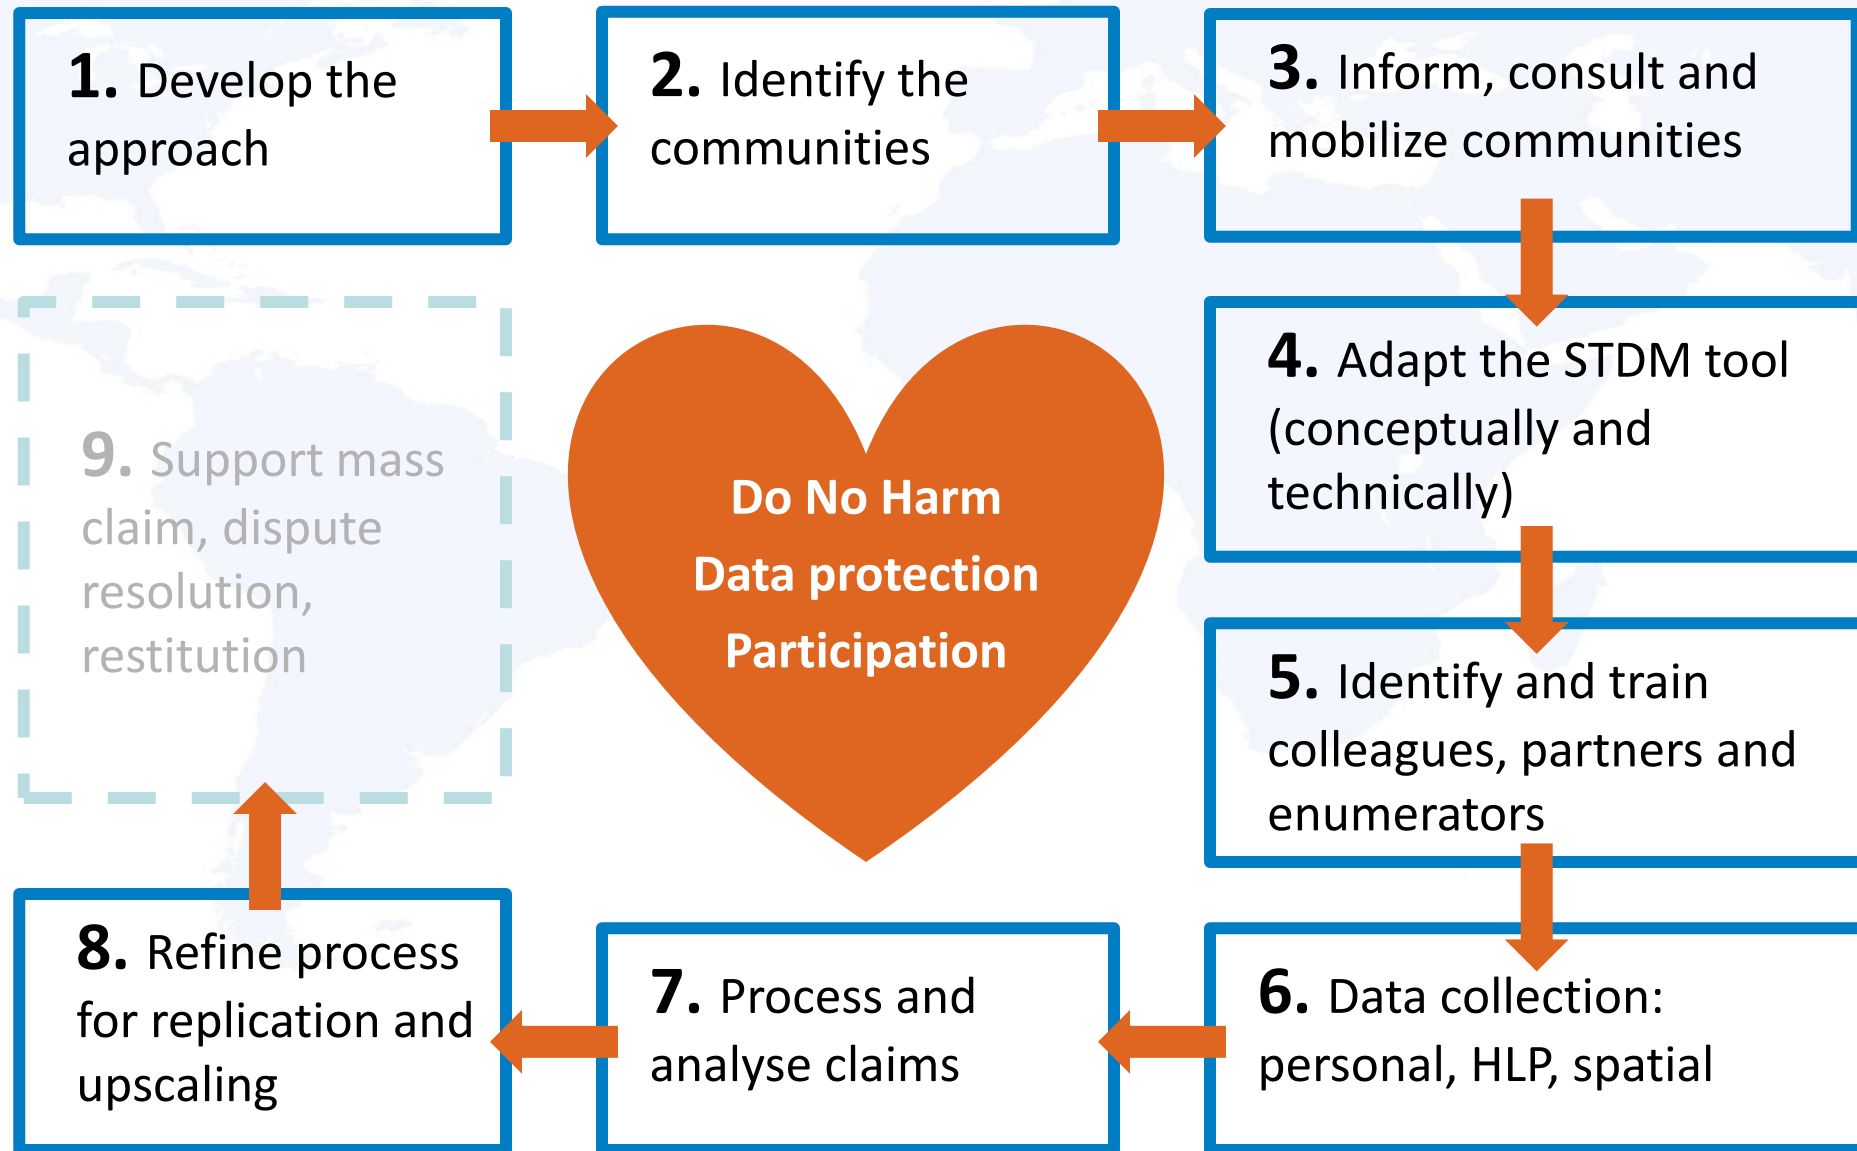 1. Develop the
approach
2. Identify the
communities
3. Inform, consult and
mobilize communities
4. Adapt the STDM tool
(conceptually and
technically)
5. Identify and train
colleagues, partners and
enumerators
6. Data collection:
personal, HLP, spatial
7. Process and
analyse claims
8. Refine process
for replication and
upscaling
9. Support mass
claim, dispute
resolution,
restitution
Do No Harm
Data protection
Participation